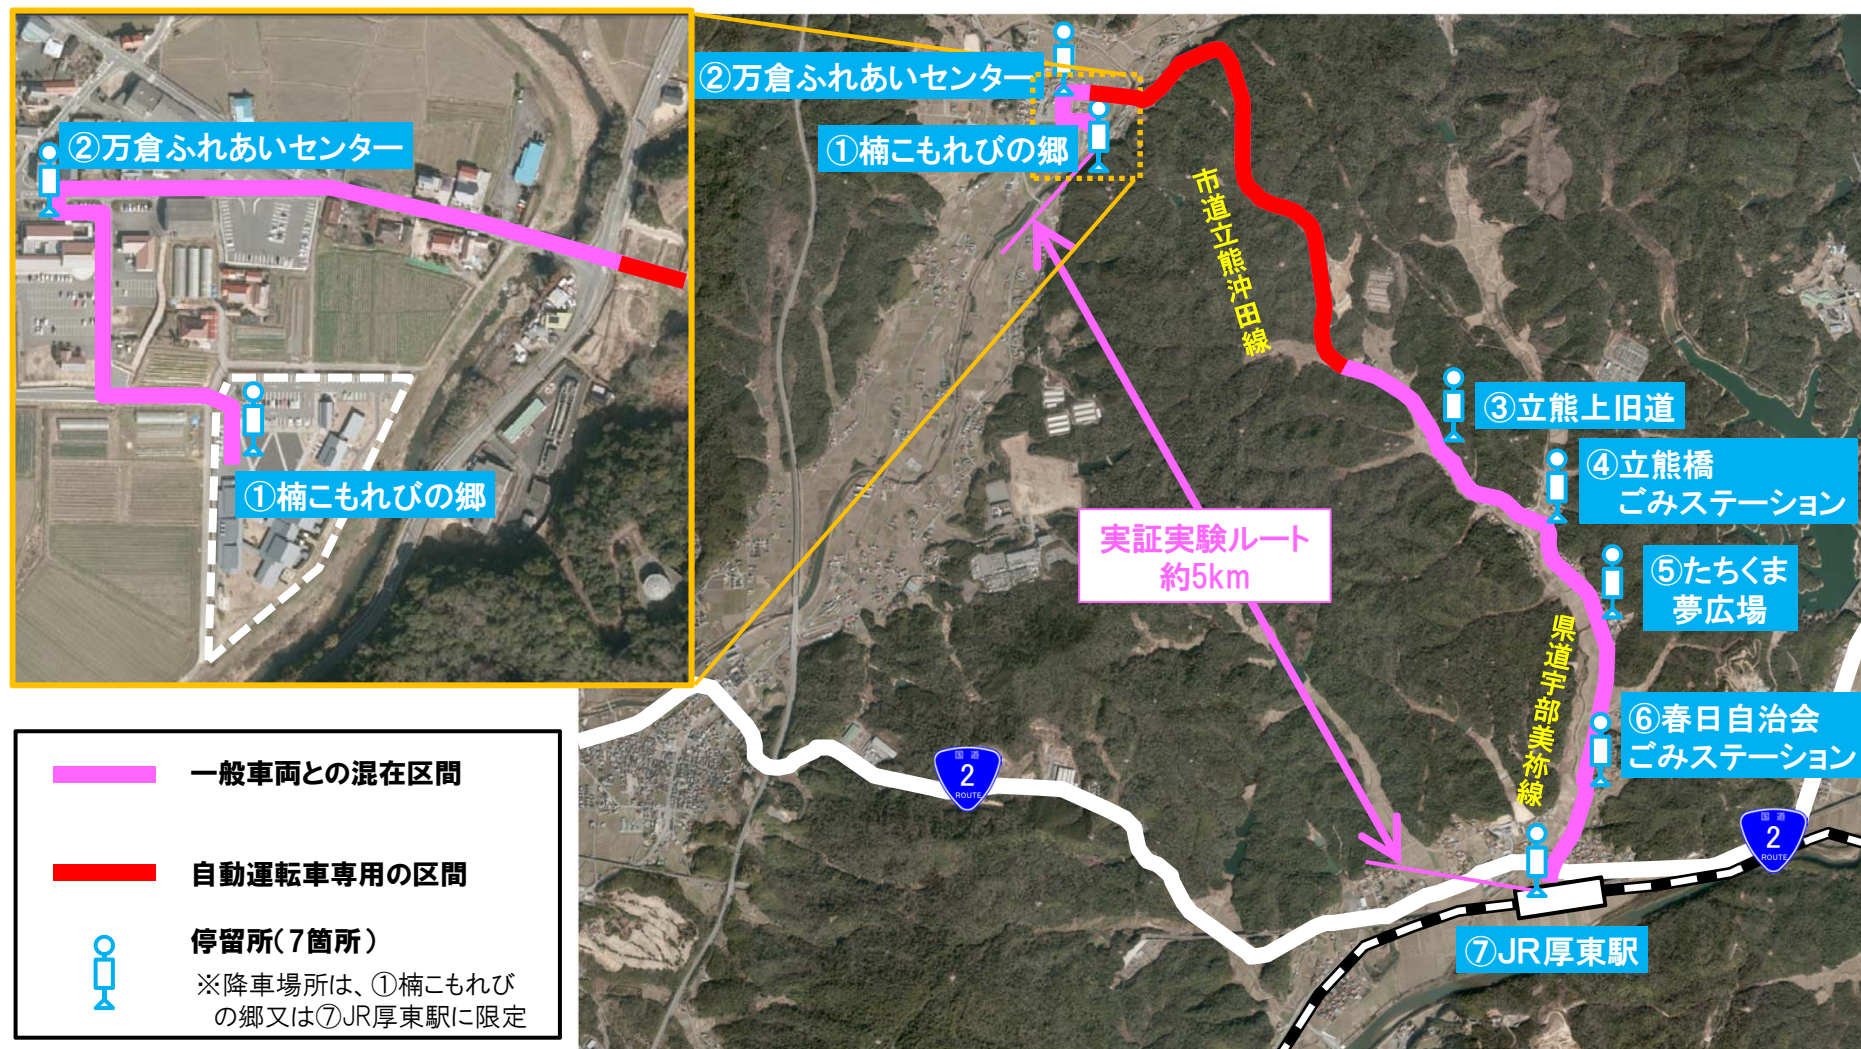 ②万倉ふれあいセンター
①楠こもれびの郷
②万倉ふれあいセンター
①楠こもれびの郷
市道立熊沖田線
③立熊上旧道
④立熊橋
ごみステーション
⑤たちくま
夢広場
実証実験ルート
約5km
県道宇部美祢線
⑥春日自治会
ごみステーション
国道
2
ROUTE
国道
2
ROUTE
⑦JR厚東駅
一般車両との混在区間
自動運転車専用の区間
停留所(7箇所)
※降車場所は、①楠こもれび
の郷又は⑦JR厚東駅に限定